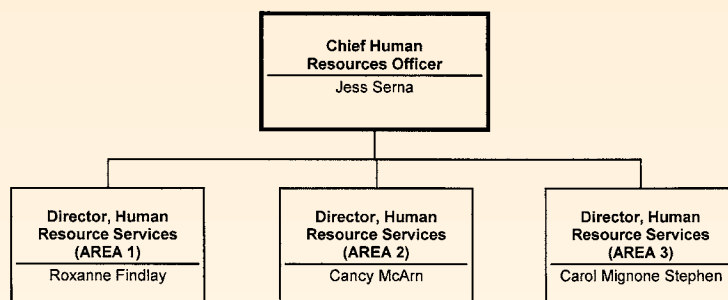 Chief Human
Resources Officer
Jess Serna
Director, Human
Resource Services
(AREA 1)
Roxanne Findlay
Director, Human
Resource Services
(AREA 2)
Cancy McArn
Director, Human
Resource Services
(AREA 3)
Carol Mignone Stephen